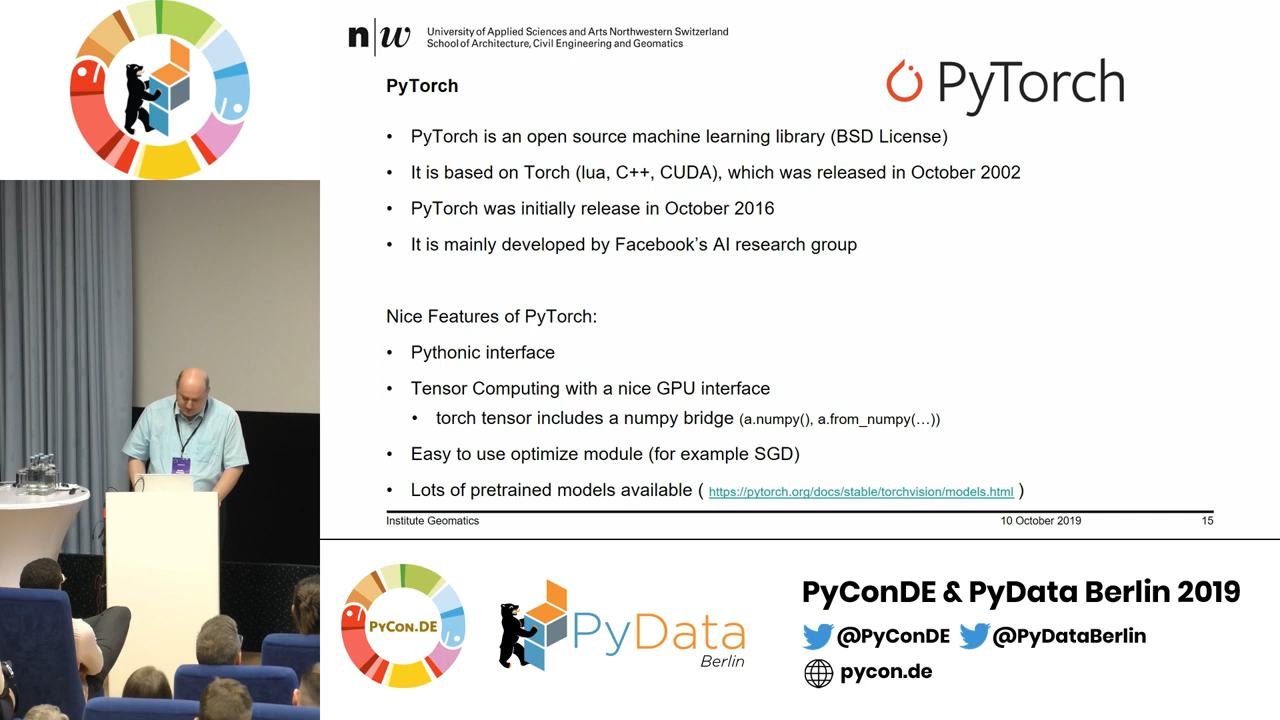 n|w University of Applied Sciences and Arts Northwestern Switzerland
School of Architecture, Civil Engineering and Geomatics
PyTorch
PyTorch
• PyTorch is an open source machine learning library (BSD License)
• It is based on Torch (lua, C++, CUDA), which was released in October 2002
• PyTorch was initially release in October 2016
• It is mainly developed by Facebook's AI research group
Nice Features of PyTorch:
• Pythonic interface
• Tensor Computing with a nice GPU interface
• torch tensor includes a numpy bridge (a.numpy(), a.from_numpy(…))
• Easy to use optimize module (for example SGD)
• Lots of pretrained models available ( https://pytorch.org/docs/stable/torchvision/models.html )
Institute Geomatics 10 October 2019 15
PyCon.DE
PyData
Berlin
PyConDE & PyData Berlin 2019
@PyConDE @PyDataBerlin
pycon.de